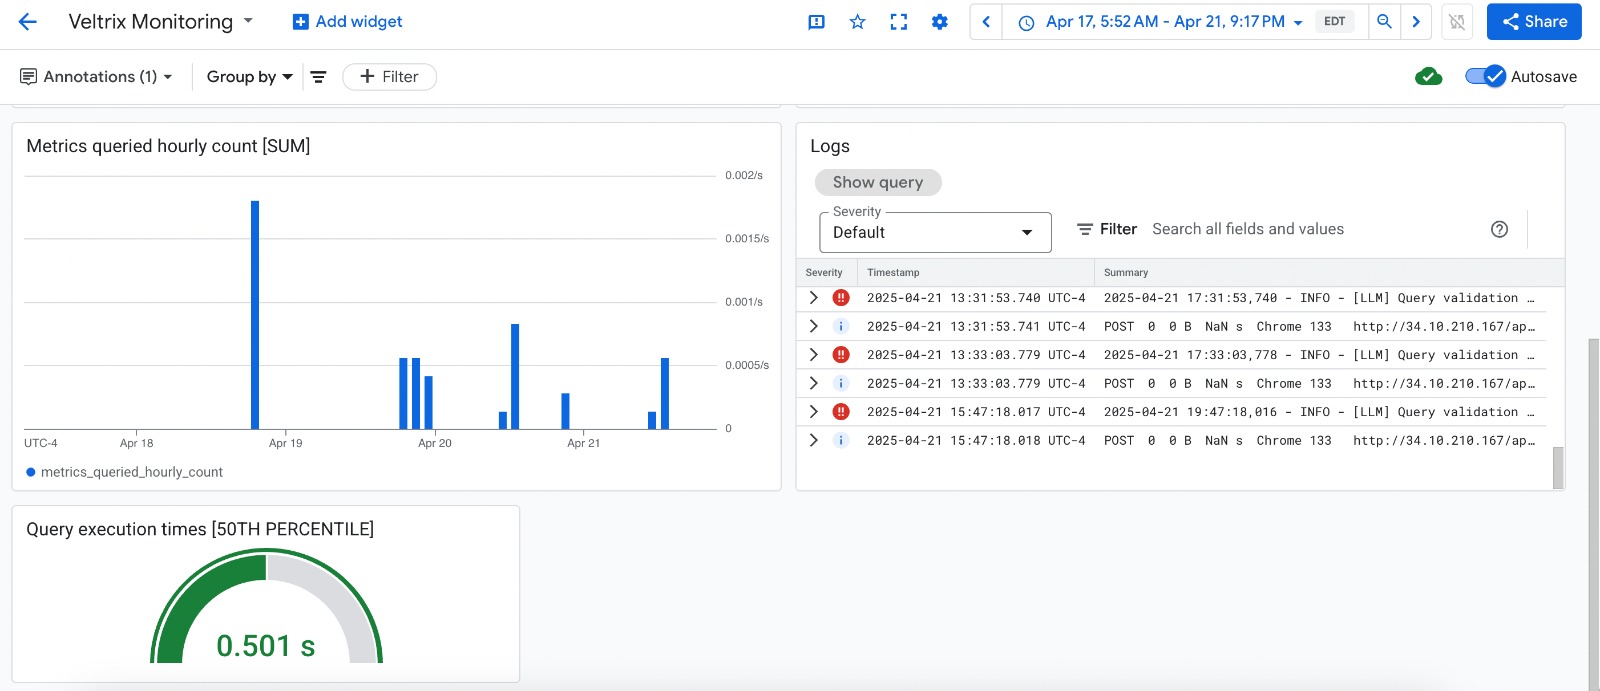 Veltrix Monitoring
Add widget
Apr 17, 5:52 AM - Apr 21, 9:17 PM
EDT
Share
Annotations (1)
Group by
Filter
Autosave
Metrics queried hourly count [SUM]
0.002/s
0.0015/s
0.001/s
0.0005/s
0
UTC-4
Apr 18
Apr 19
Apr 20
Apr 21
metrics_queried_hourly_count
Logs
Show query
Severity
Default
Filter
Search all fields and values
Severity Timestamp Summary
2025-04-21 13:31:53.740 UTC-4 2025-04-21 17:31:53,740 - INFO - [LLM] Query validation …
2025-04-21 13:31:53.741 UTC-4 POST 0 0 B NaN s Chrome 133 http://34.10.210.167/ap…
2025-04-21 13:33:03.779 UTC-4 2025-04-21 17:33:03,778 - INFO - [LLM] Query validation …
2025-04-21 13:33:03.779 UTC-4 POST 0 0 B NaN s Chrome 133 http://34.10.210.167/ap…
2025-04-21 15:47:18.017 UTC-4 2025-04-21 19:47:18,016 - INFO - [LLM] Query validation …
2025-04-21 15:47:18.018 UTC-4 POST 0 0 B NaN s Chrome 133 http://34.10.210.167/ap…
Query execution times [50TH PERCENTILE]
0.501 s